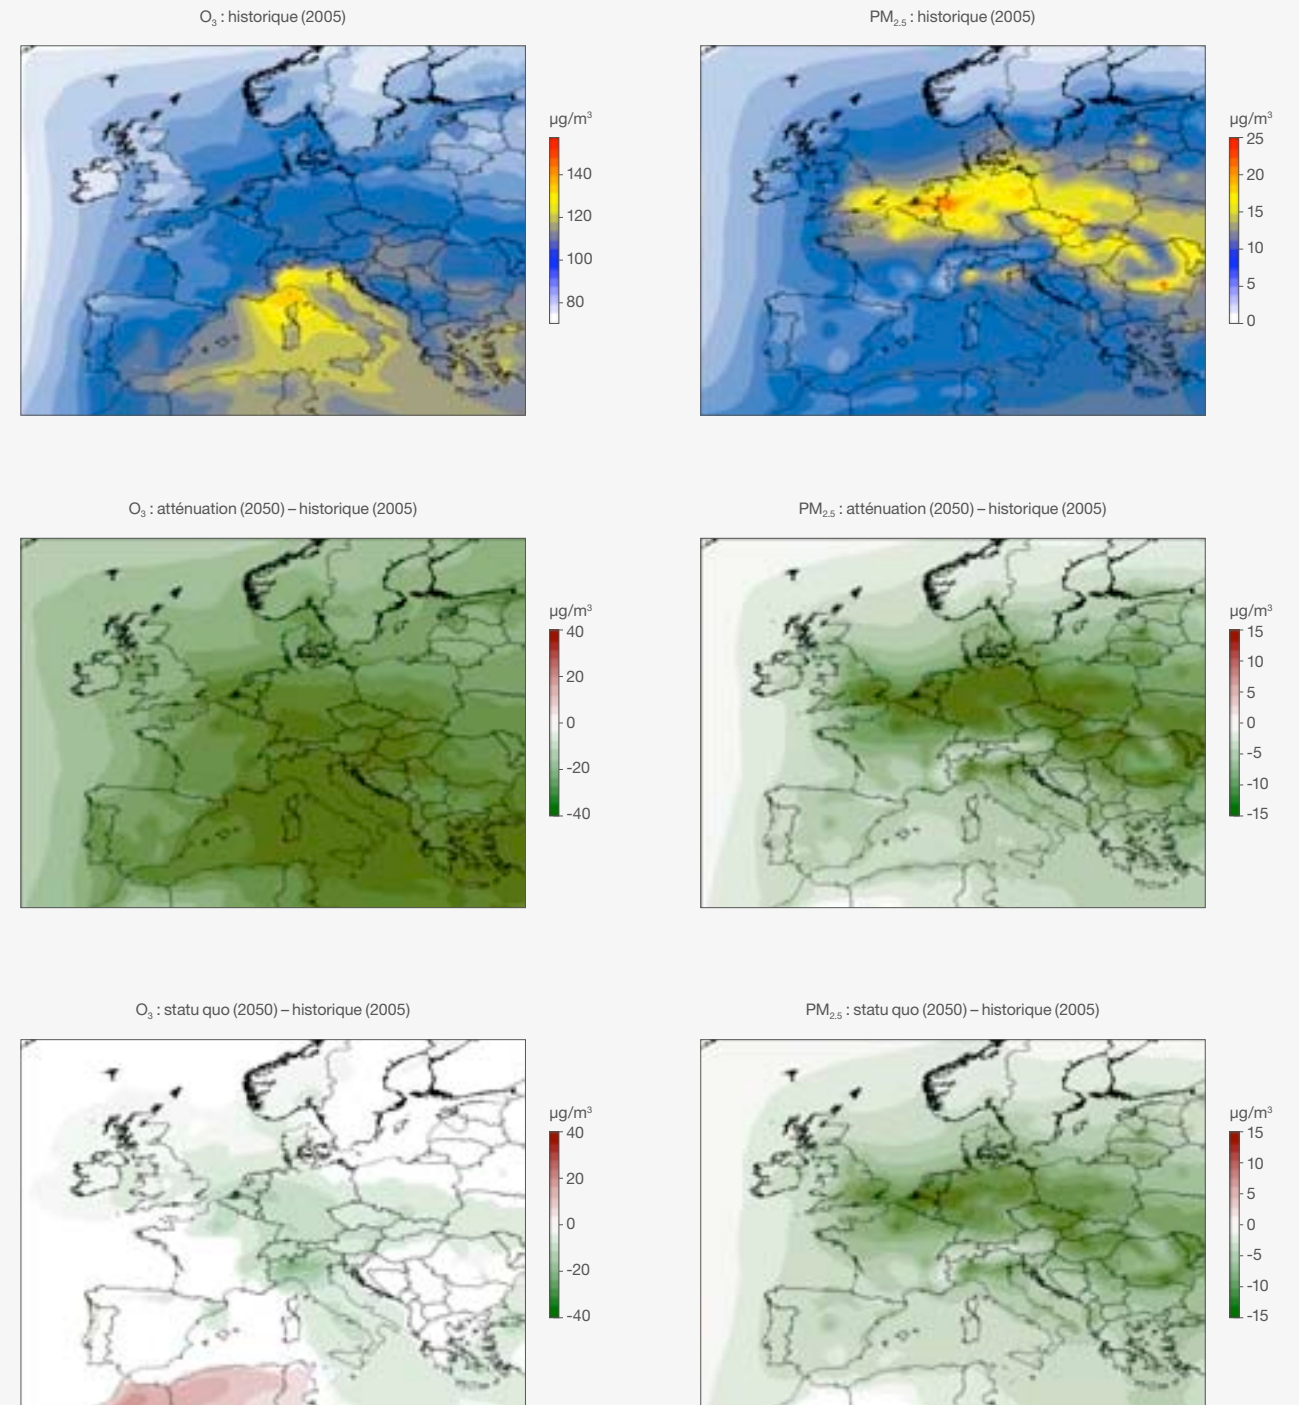 O₃ : historique (2005)
µg/m³
140
120
100
80
PM₂.₅ : historique (2005)
µg/m³
25
20
15
10
5
0
O₃ : atténuation (2050) – historique (2005)
µg/m³
40
20
0
-20
-40
PM₂.₅ : atténuation (2050) – historique (2005)
µg/m³
15
10
5
0
-5
-10
-15
O₃ : statu quo (2050) – historique (2005)
µg/m³
40
20
0
-20
-40
PM₂.₅ : statu quo (2050) – historique (2005)
µg/m³
15
10
5
0
-5
-10
-15